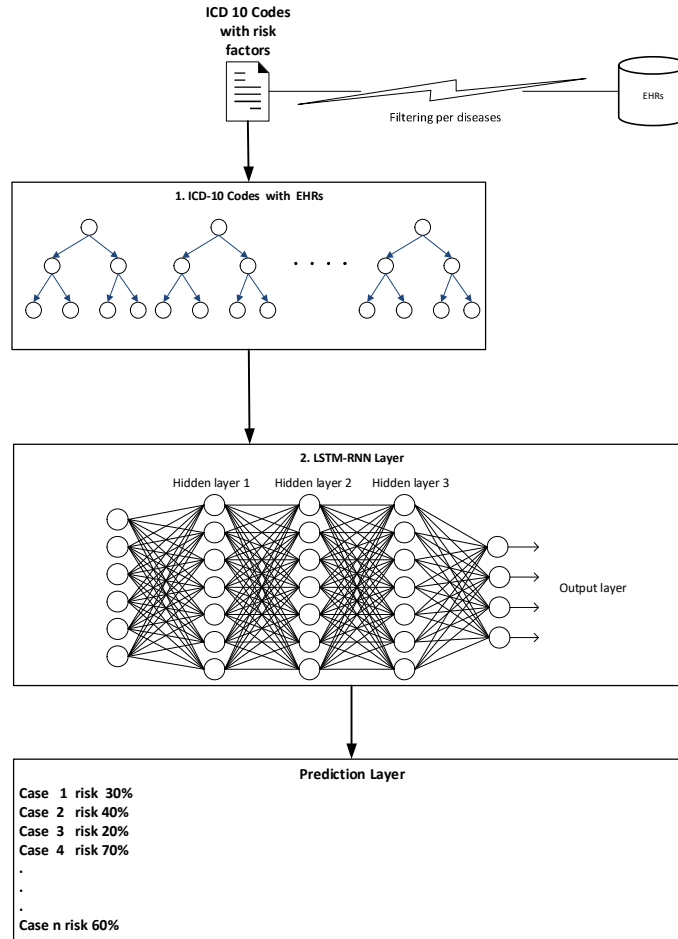 ICD 10 Codes
with risk
factors
EHRs
Filtering per diseases
1. ICD-10 Codes with EHRs
. . . .
2. LSTM-RNN Layer
Hidden layer 1 Hidden layer 2 Hidden layer 3
Output layer
Prediction Layer
Case 1 risk 30%
Case 2 risk 40%
Case 3 risk 20%
Case 4 risk 70%
.
.
.
Case n risk 60%